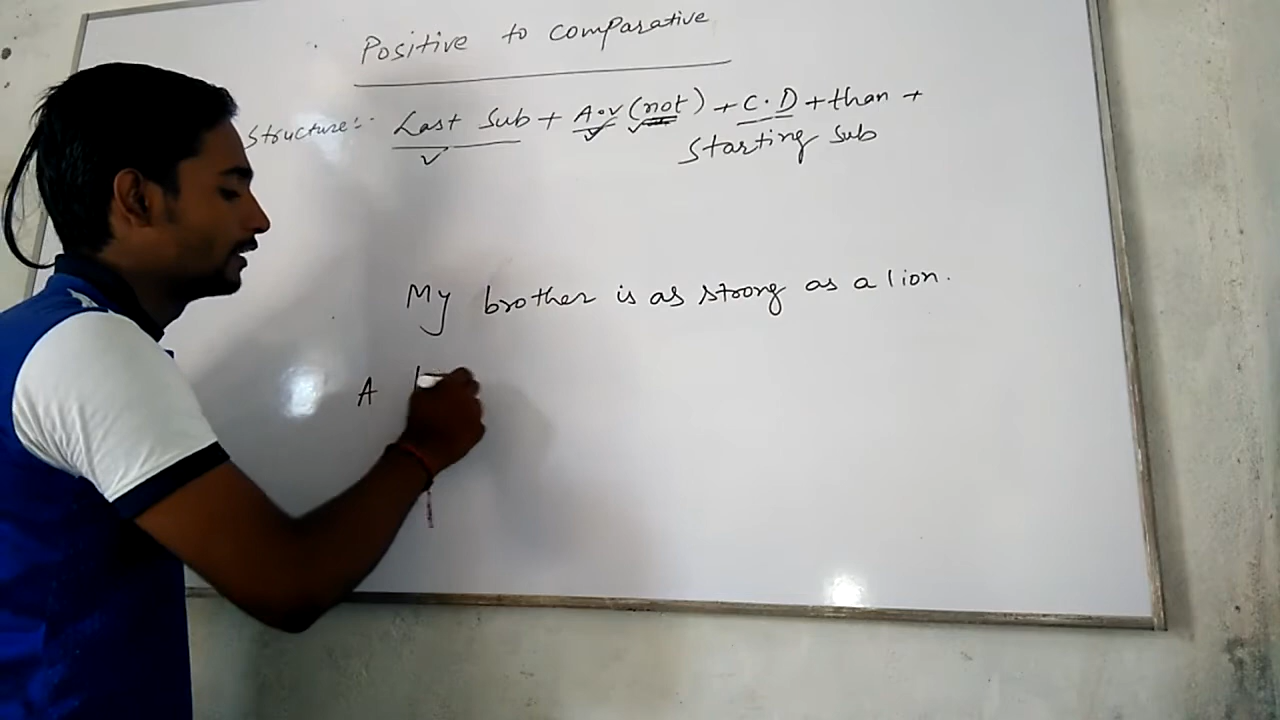 Positive to comparative
Structure:- Last Sub + A.V (not) + C.D + than +
Starting Sub
My brother is as strong as a lion.
A